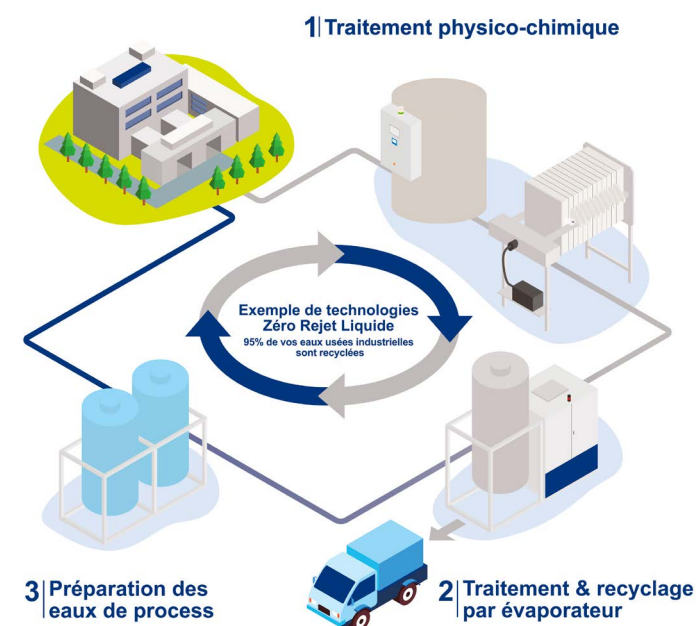 1 Traitement physico-chimique
Exemple de technologies
Zéro Rejet Liquide
95% de vos eaux usées industrielles
sont recyclées
3 Préparation des
eaux de process
2 Traitement & recyclage
par évaporateur